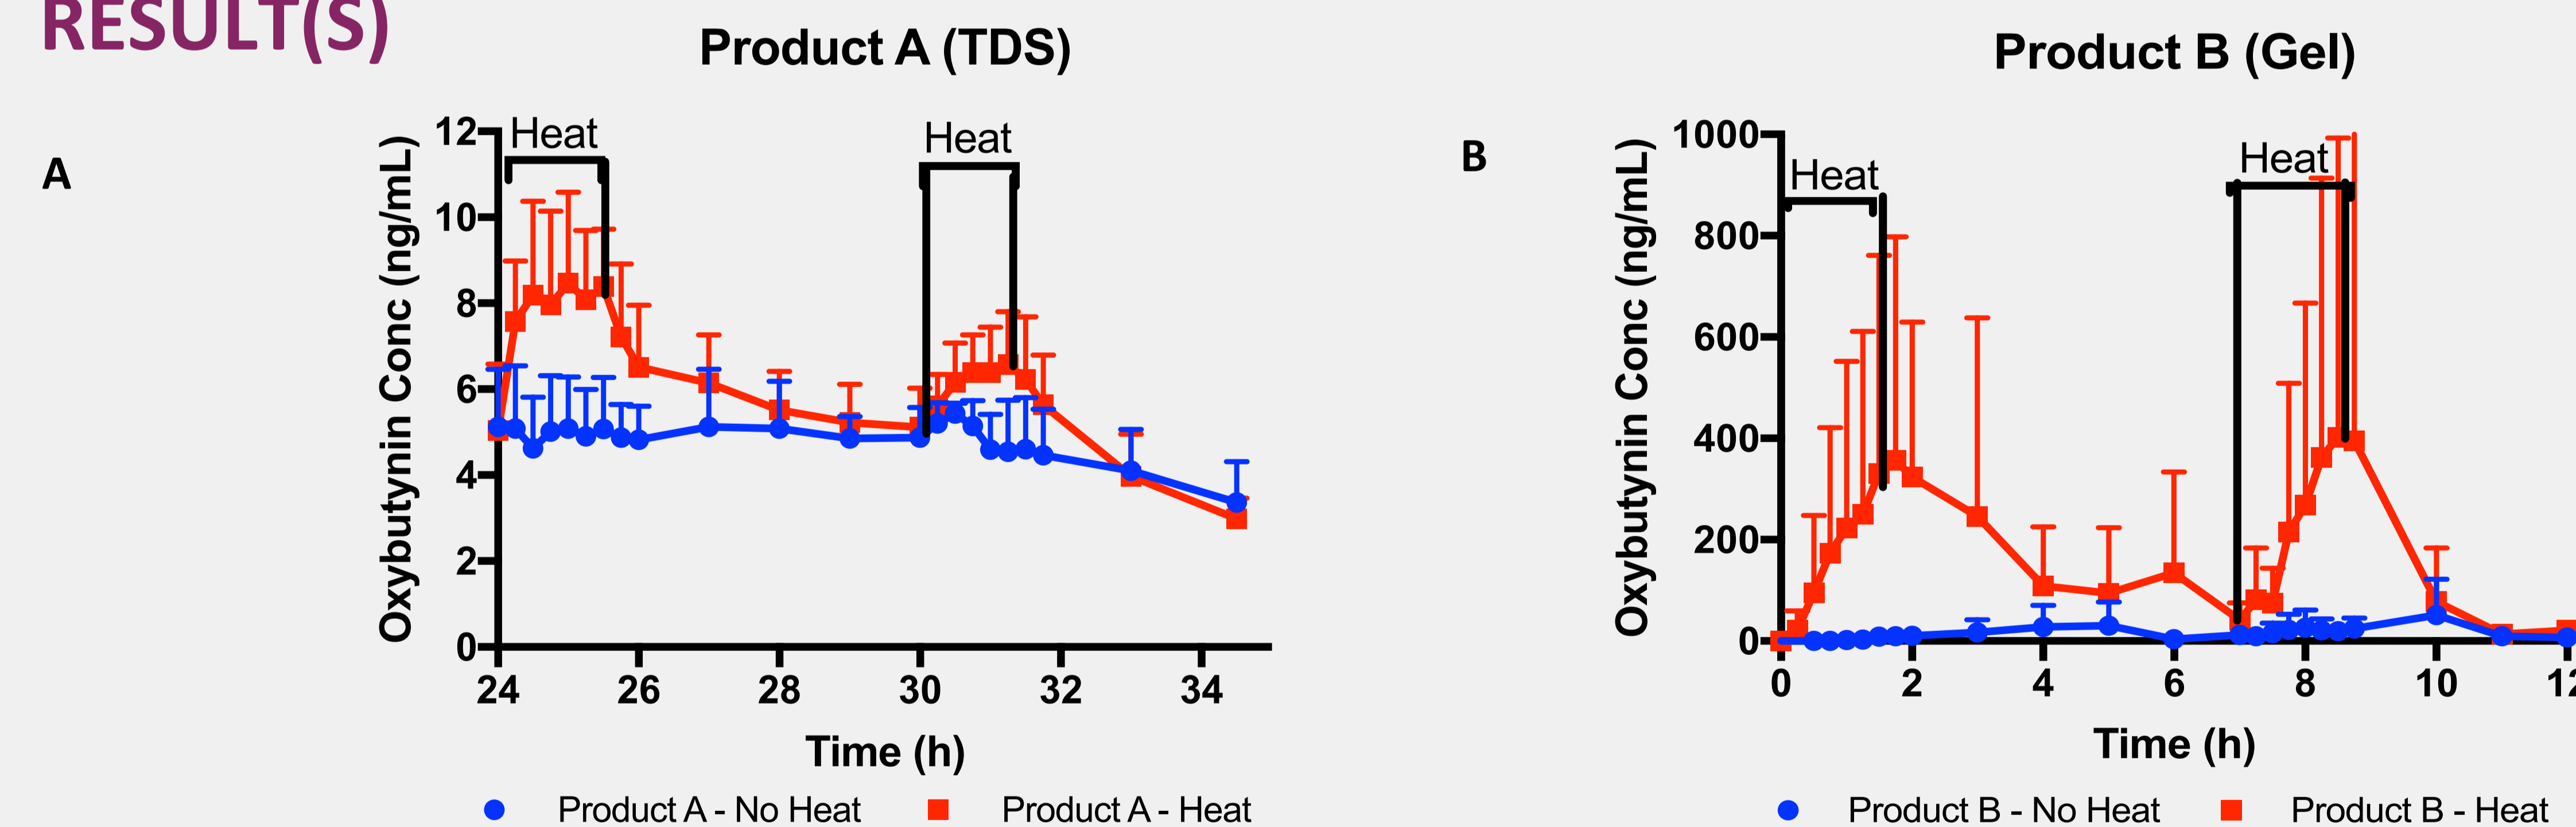 RESULT(S)
A
Product A (TDS)
Oxybutynin Conc (ng/mL)
12
10
8
6
4
2
0
Heat
Heat
24 26 28 30 32 34
Time (h)
Product A - No Heat Product A - Heat
B
Product B (Gel)
Oxybutynin Conc (ng/mL)
1000
800
600
400
200
0
Heat
Heat
0 2 4 6 8 10 12
Time (h)
Product B - No Heat Product B - Heat